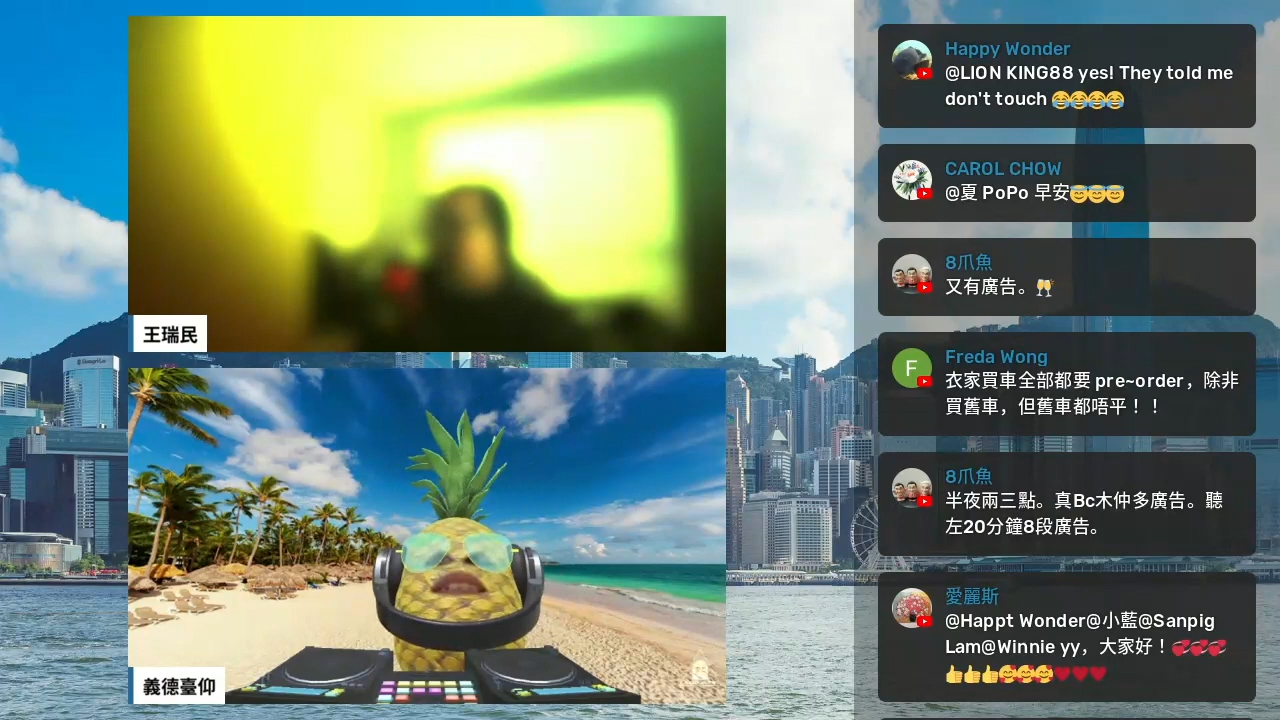 王瑞民
義德臺仰
Happy Wonder
@LION KING88 yes! They told me
don't touch 😂😂😂😂
CAROL CHOW
@夏 PoPo 早安😇😇😇
8爪魚
又有廣告。🥂
F
Freda Wong
衣家買車全部都要 pre~order，除非
買舊車，但舊車都唔平！！
8爪魚
半夜兩三點。真Bc木仲多廣告。聽
左20分鐘8段廣告。
愛麗斯
@Happt Wonder@小藍@Sanpig
Lam@Winnie yy，大家好！💞💞💞
👍👍👍🥰🥰🥰❤❤❤